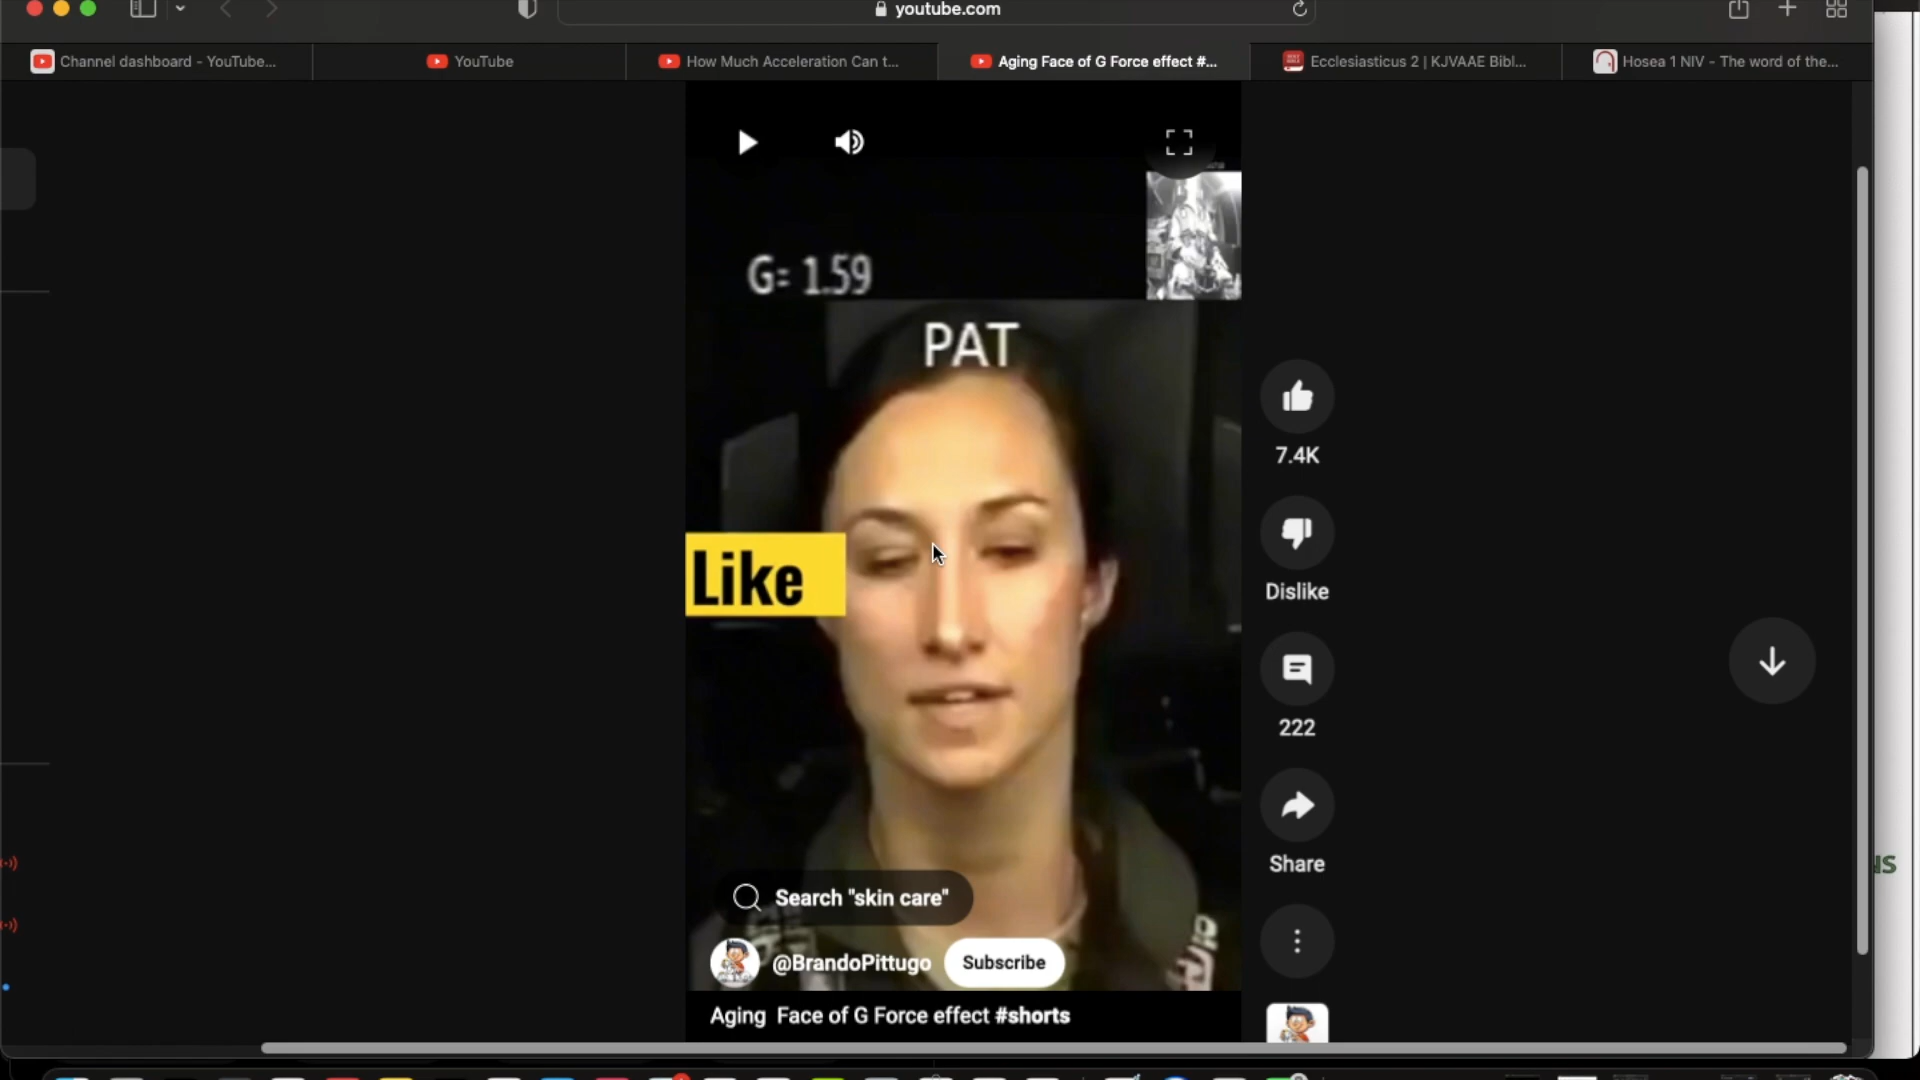 youtube.com
Channel dashboard - YouTube...
YouTube
How Much Acceleration Can t...
Aging Face of G Force effect #...
Ecclesiasticus 2 | KJVAAE Bibl...
Hosea 1 NIV - The word of the...
G= 1.59
PAT
Like
7.4K
Dislike
222
Share
NS
Search "skin care"
@BrandoPittugo
Subscribe
Aging Face of G Force effect #shorts